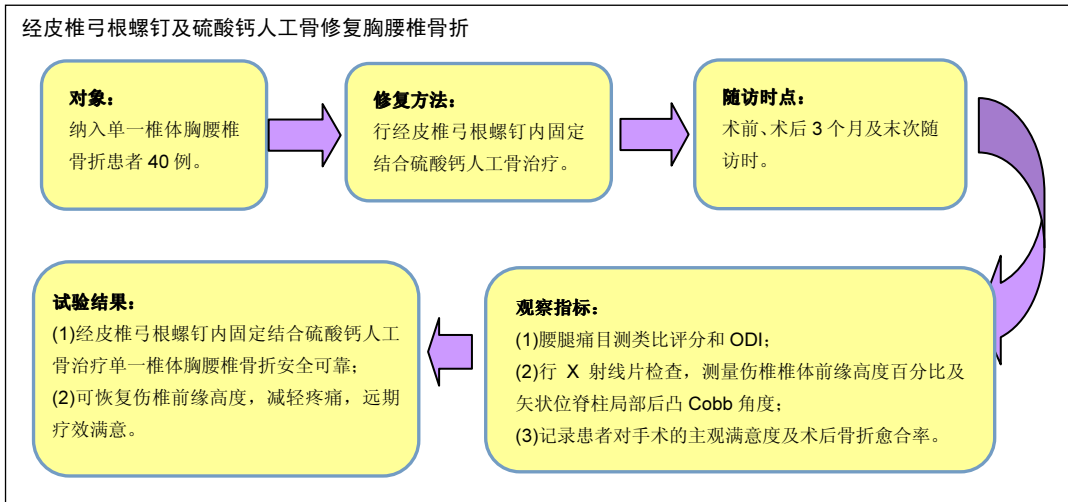 经皮椎弓根螺钉及硫酸钙人工骨修复胸腰椎骨折
对象：
纳入单一椎体胸腰椎
骨折患者 40 例。
修复方法：
行经皮椎弓根螺钉内固定
结合硫酸钙人工骨治疗。
随访时点：
术前、术后 3 个月及末次随
访时。
观察指标：
(1)腰腿痛目测类比评分和 ODI；
(2)行 X 射线片检查，测量伤椎椎体前缘高度百分比及
矢状位脊柱局部后凸 Cobb 角度；
(3)记录患者对手术的主观满意度及术后骨折愈合率。
试验结果：
(1)经皮椎弓根螺钉内固定结合硫酸钙人工
骨治疗单一椎体胸腰椎骨折安全可靠；
(2)可恢复伤椎前缘高度，减轻疼痛，远期
疗效满意。